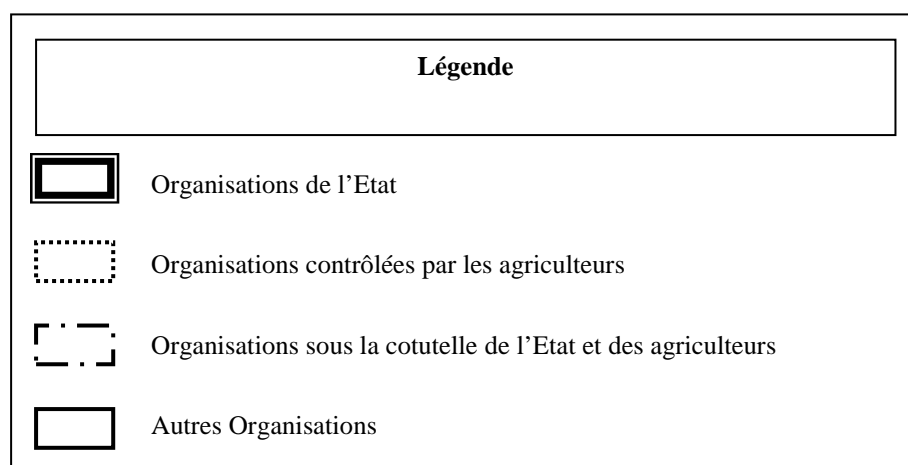 Légende
Organisations de l’Etat
Organisations contrôlées par les agriculteurs
Organisations sous la cotutelle de l’Etat et des agriculteurs
Autres Organisations